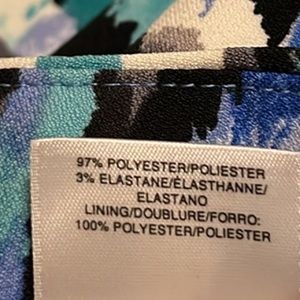 97% POLYESTER/POLIESTER
3% ELASTANE/ÉLASTHANNE/
ELASTANO
LINING/DOUBLURE/FORRO:
100% POLYESTER/POLIESTER